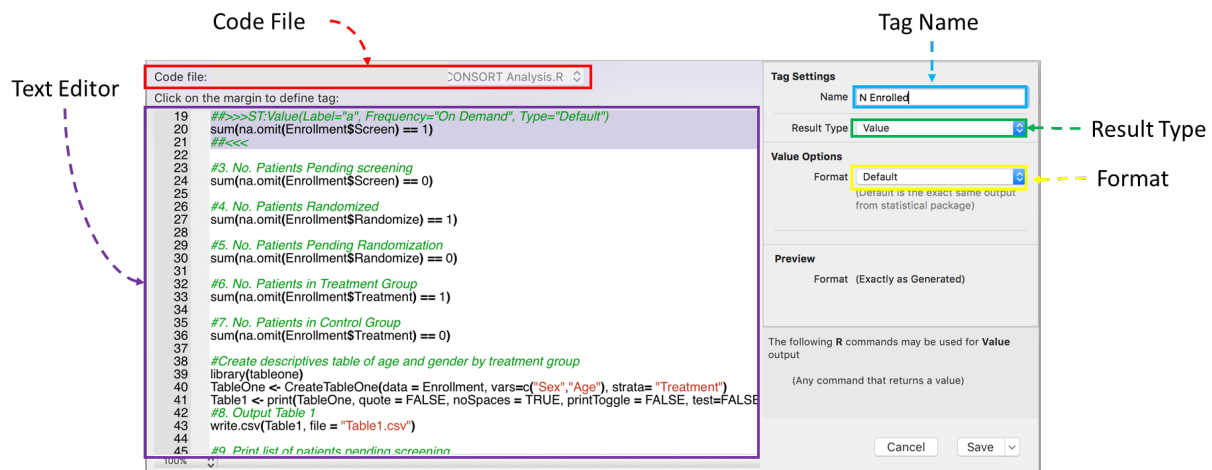 Code File
Tag Name
Text Editor
Result Type
Format
Code file:
CONSORT Analysis.R
Click on the margin to define tag:
19 ##>>>ST:Value(Label="a", Frequency="On Demand", Type="Default")
20 sum(na.omit(Enrollment$Screen) == 1)
21 ##<<<
22
23 #3. No. Patients Pending screening
24 sum(na.omit(Enrollment$Screen) == 0)
25
26 #4. No. Patients Randomized
27 sum(na.omit(Enrollment$Randomize) == 1)
28
29 #5. No. Patients Pending Randomization
30 sum(na.omit(Enrollment$Randomize) == 0)
31
32 #6. No. Patients in Treatment Group
33 sum(na.omit(Enrollment$Treatment) == 1)
34
35 #7. No. Patients in Control Group
36 sum(na.omit(Enrollment$Treatment) == 0)
37
38 #Create descriptives table of age and gender by treatment group
39 library(tableone)
40 TableOne <- CreateTableOne(data = Enrollment, vars=c("Sex","Age"), strata= "Treatment")
41 Table1 <- print(TableOne, quote = FALSE, noSpaces = TRUE, printToggle = FALSE, test=FALSE
42 #8. Output Table 1
43 write.csv(Table1, file = "Table1.csv")
44
45 #9. Print list of patients pending screening
100%
Tag Settings
Name N Enrolled
Result Type Value
Value Options
Format Default
(Default is the exact same output
from statistical package)
Preview
Format (Exactly as Generated)
The following R commands may be used for Value
output
(Any command that returns a value)
Cancel Save